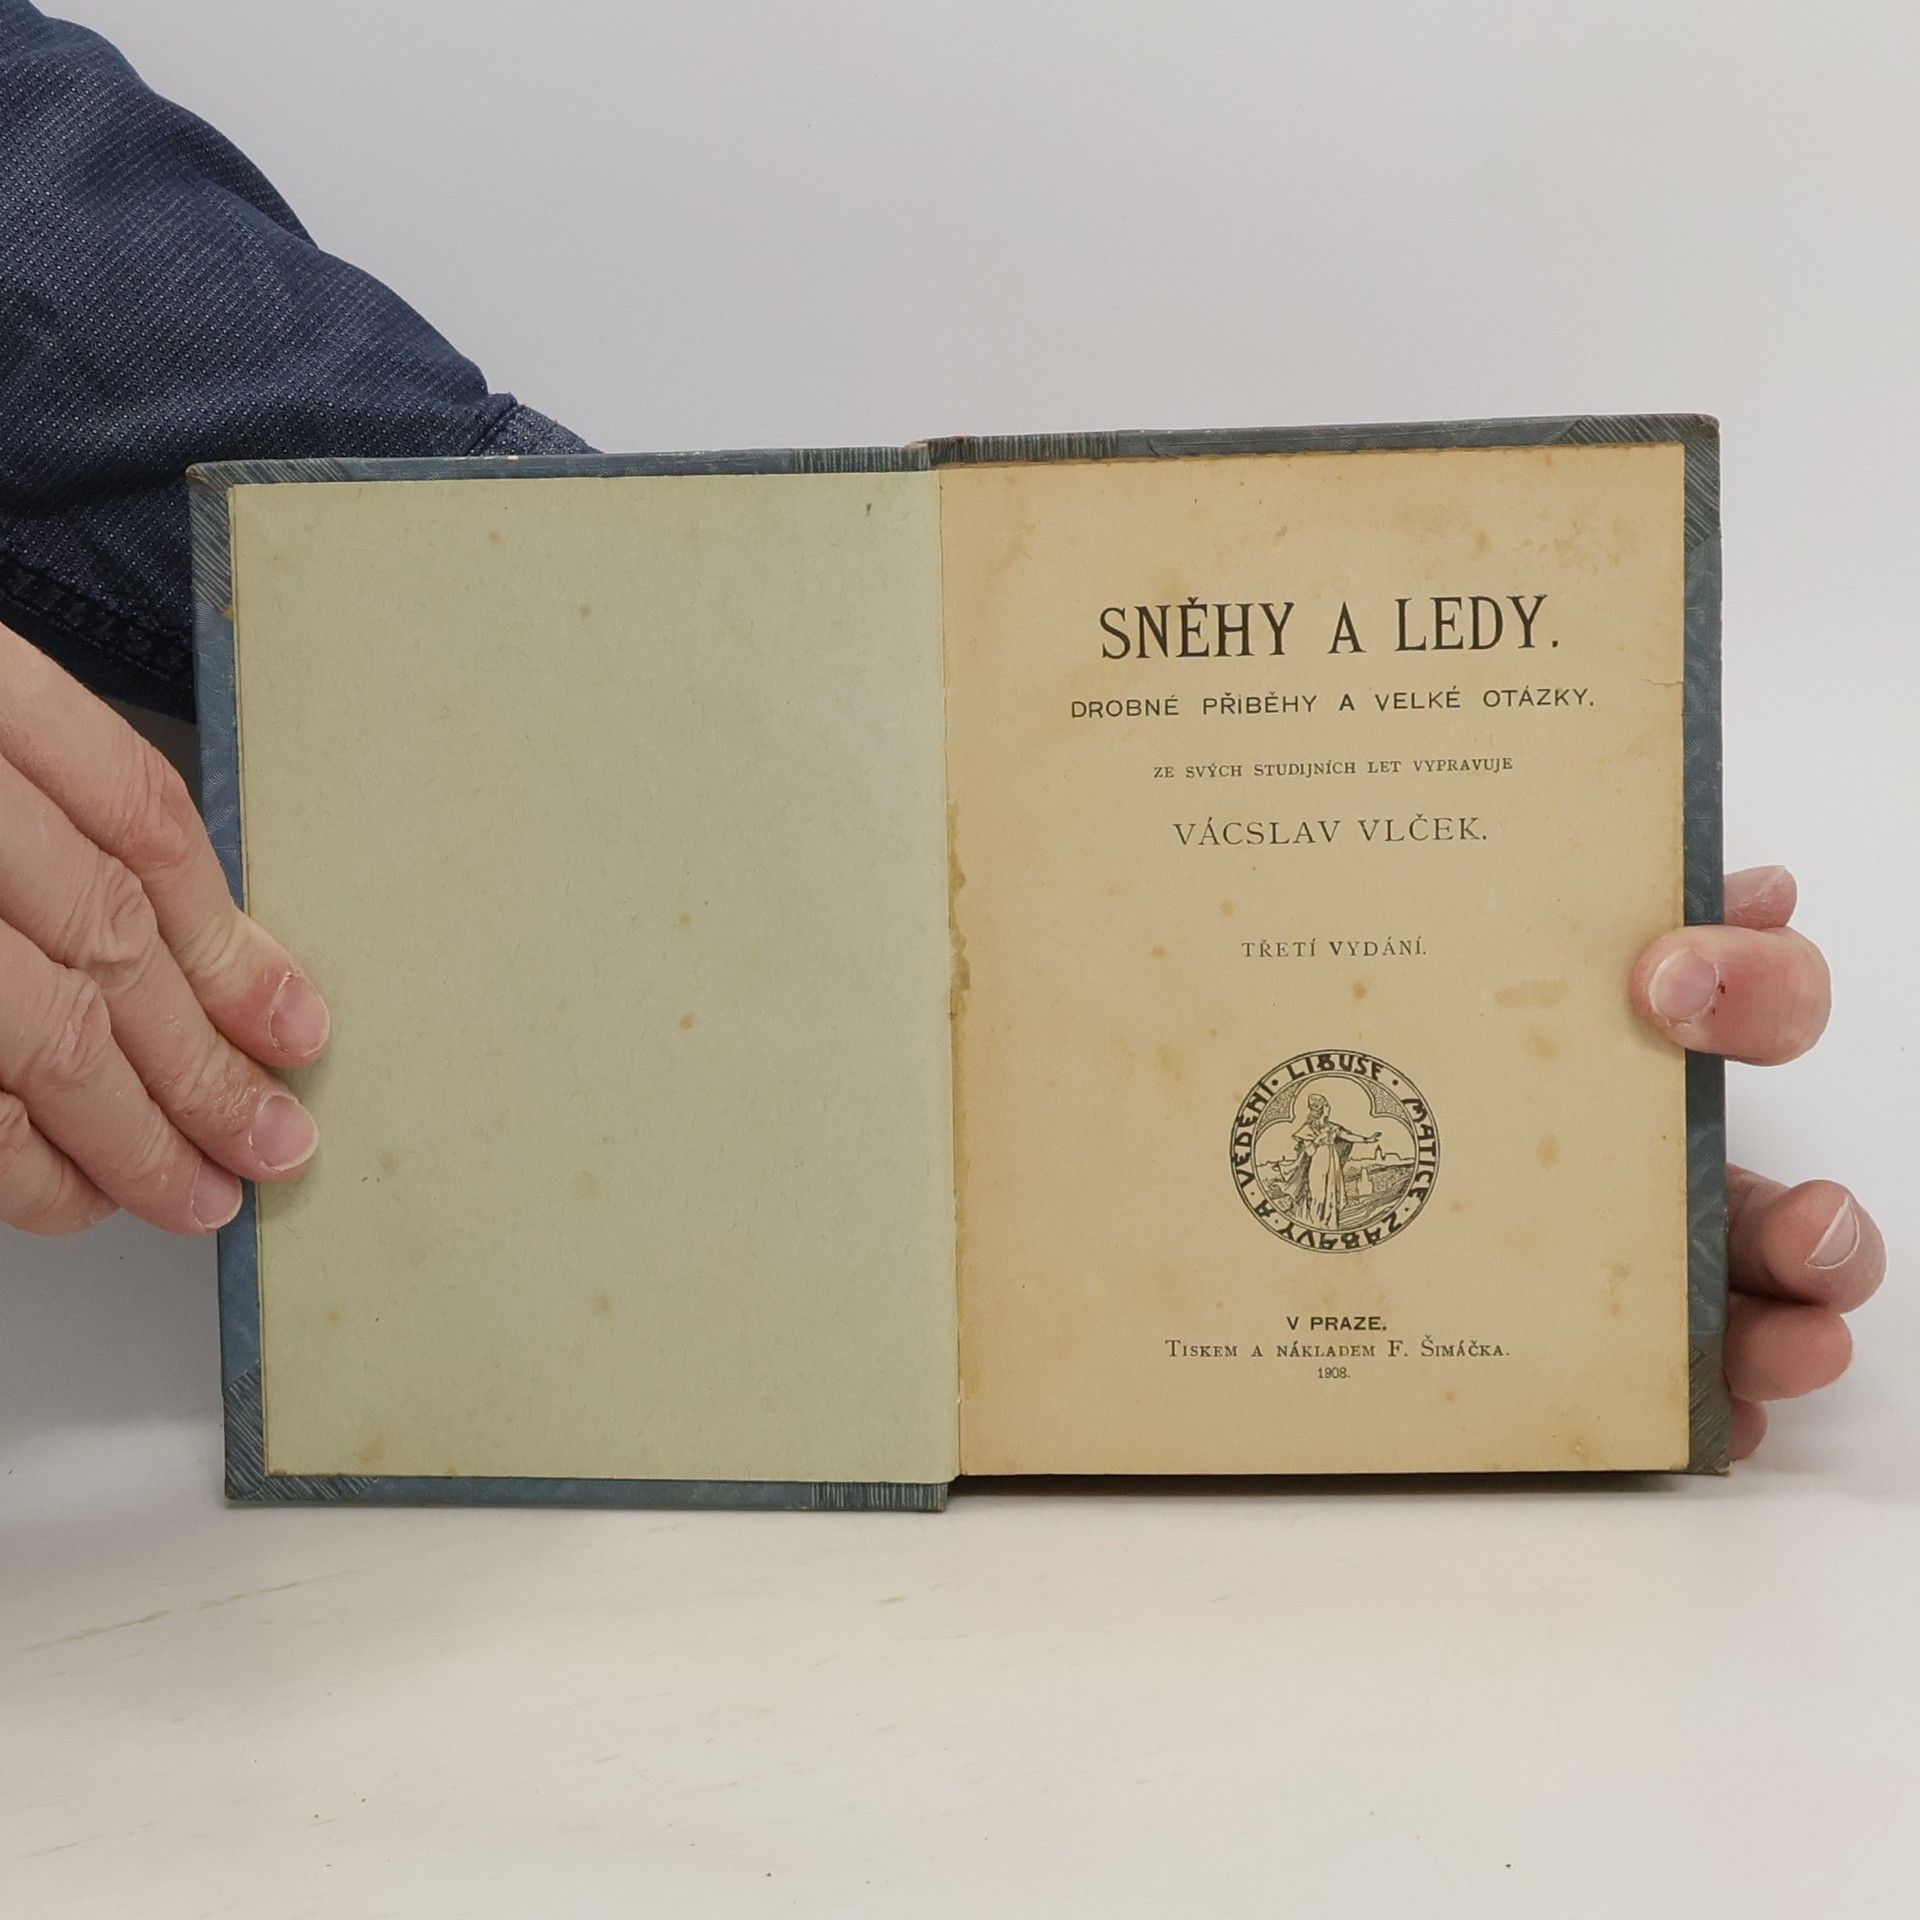 SNĚHY A LEDY.
DROBNÉ PŘÍBĚHY A VELKÉ OTÁZKY.
ZE SVÝCH STUDIJNÍCH LET VYPRAVUJE
VÁCSLAV VLČEK.
TŘETÍ VYDÁNÍ.
LIBUŠE · MATICE · ZÁBAVY · A · VĚDĚNÍ ·
V PRAZE.
TISKEM A NÁKLADEM F. ŠIMÁČKA.
1908.